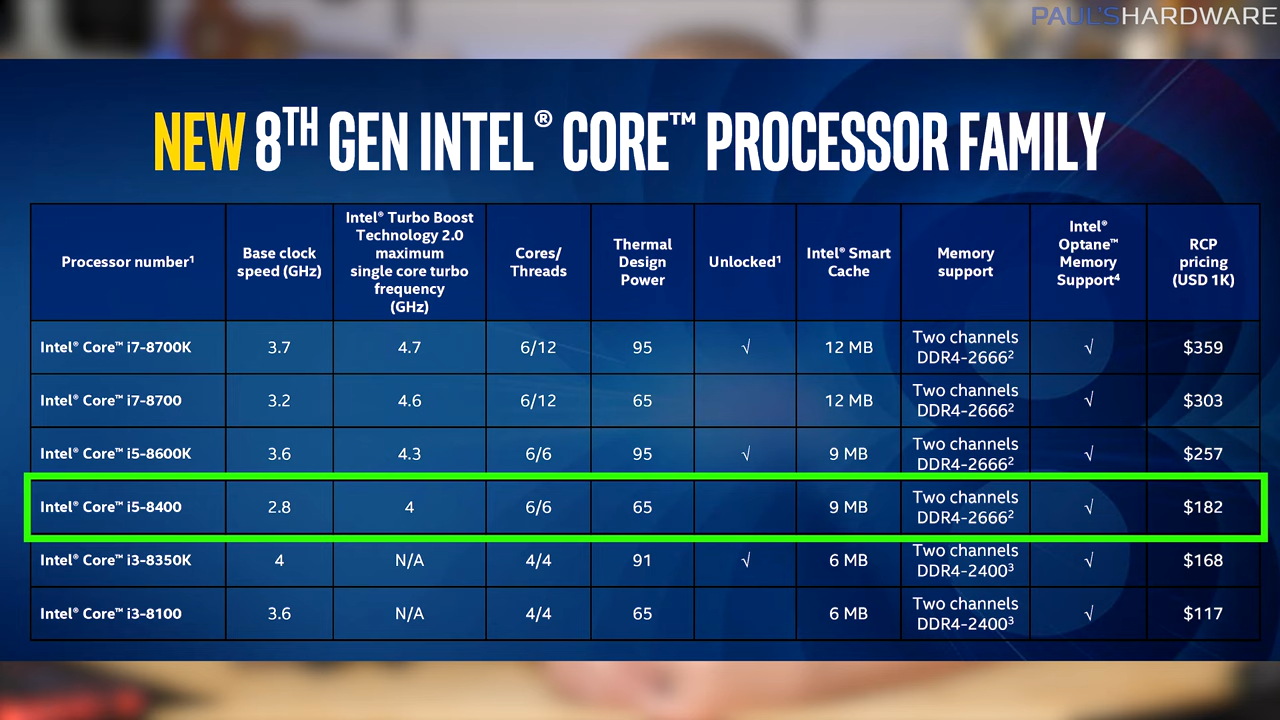 PAUL'SHARDWARE
NEW 8TH GEN INTEL® CORE™ PROCESSOR FAMILY
Processor number¹
Base clock
speed (GHz)
Intel® Turbo Boost
Technology 2.0
maximum
single core turbo
frequency
(GHz)
Cores/
Threads
Thermal
Design
Power
Unlocked¹
Intel® Smart
Cache
Memory
support
Intel®
Optane™
Memory
Support⁴
RCP
pricing
(USD 1K)
Intel® Core™ i7-8700K 3.7 4.7 6/12 95 √ 12 MB Two channels DDR4-2666² √ $359
Intel® Core™ i7-8700 3.2 4.6 6/12 65 12 MB Two channels DDR4-2666² √ $303
Intel® Core™ i5-8600K 3.6 4.3 6/6 95 √ 9 MB Two channels DDR4-2666² √ $257
Intel® Core™ i5-8400 2.8 4 6/6 65 9 MB Two channels DDR4-2666² √ $182
Intel® Core™ i3-8350K 4 N/A 4/4 91 √ 6 MB Two channels DDR4-2400³ √ $168
Intel® Core™ i3-8100 3.6 N/A 4/4 65 6 MB Two channels DDR4-2400³ √ $117